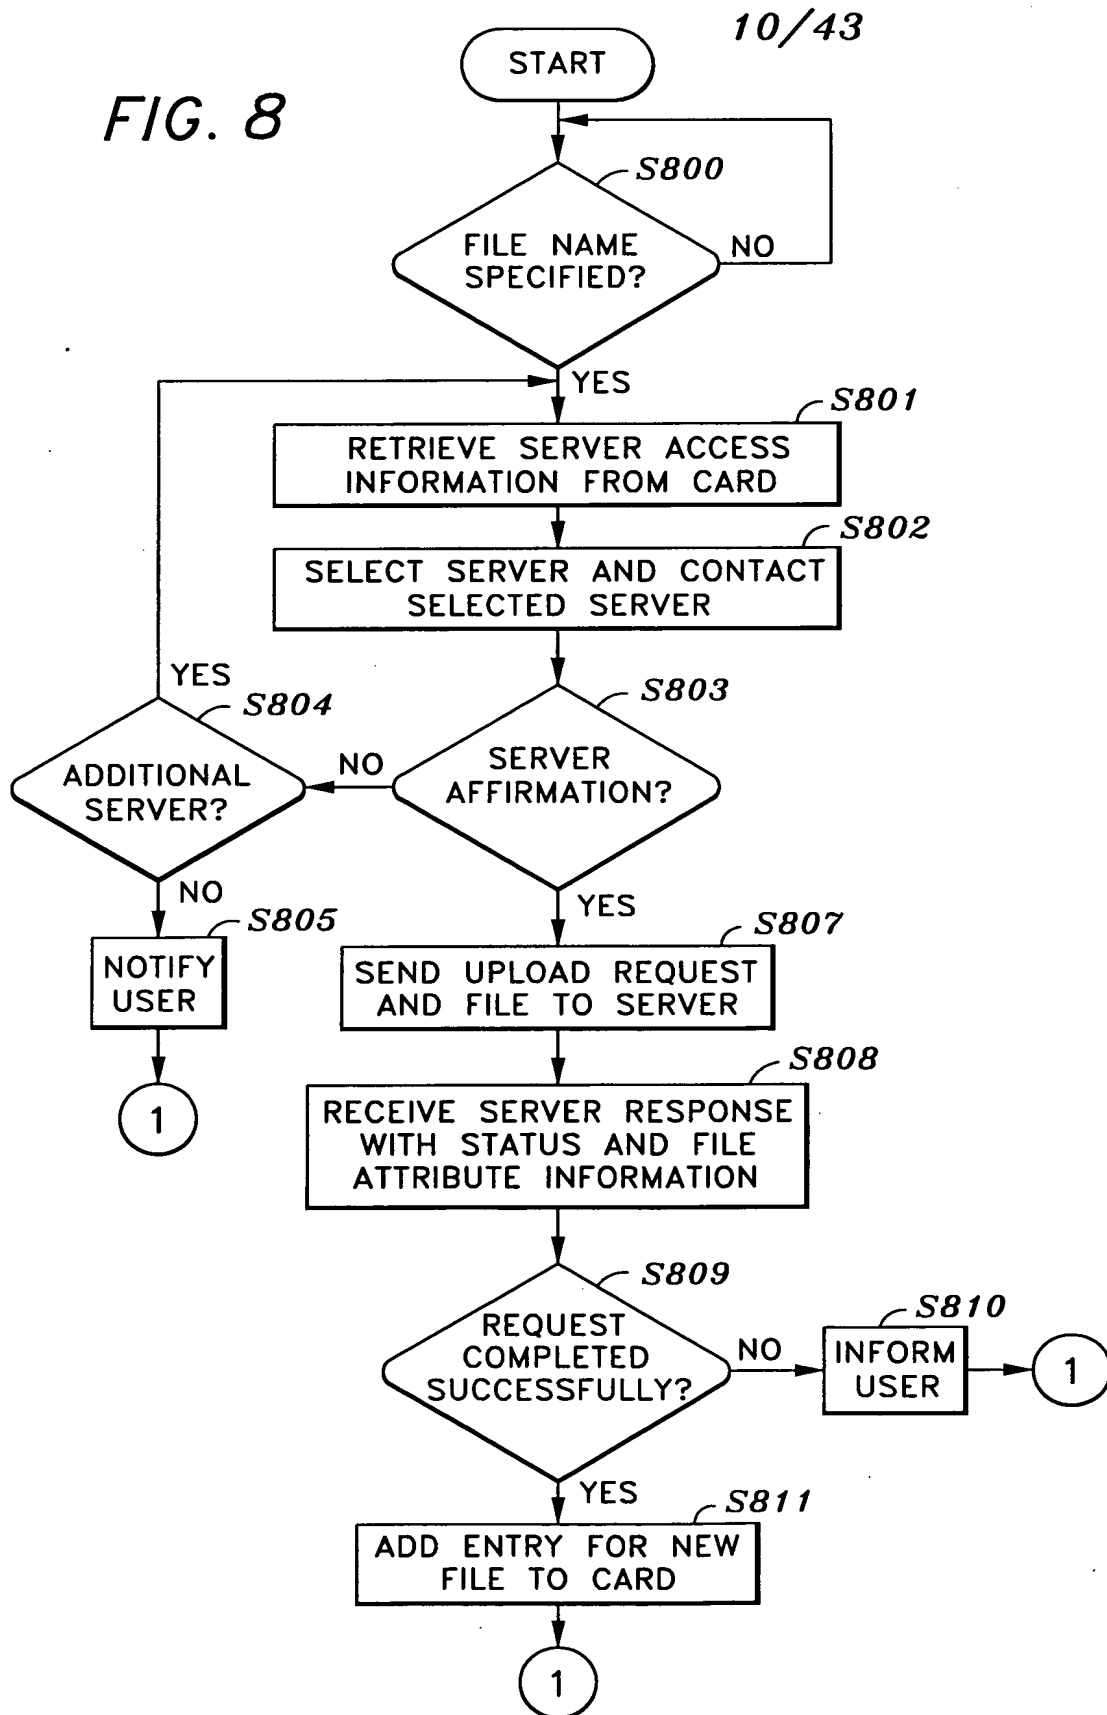 10/43
FIG. 8
START
S800
FILE NAME
SPECIFIED?
NO
YES
S801
RETRIEVE SERVER ACCESS
INFORMATION FROM CARD
S802
SELECT SERVER AND CONTACT
SELECTED SERVER
YES
S804
ADDITIONAL
SERVER?
NO
S803
SERVER
AFFIRMATION?
NO
S805
NOTIFY
USER
1
YES
S807
SEND UPLOAD REQUEST
AND FILE TO SERVER
S808
RECEIVE SERVER RESPONSE
WITH STATUS AND FILE
ATTRIBUTE INFORMATION
S809
REQUEST
COMPLETED
SUCCESSFULLY?
NO
S810
INFORM
USER
1
YES
S811
ADD ENTRY FOR NEW
FILE TO CARD
1